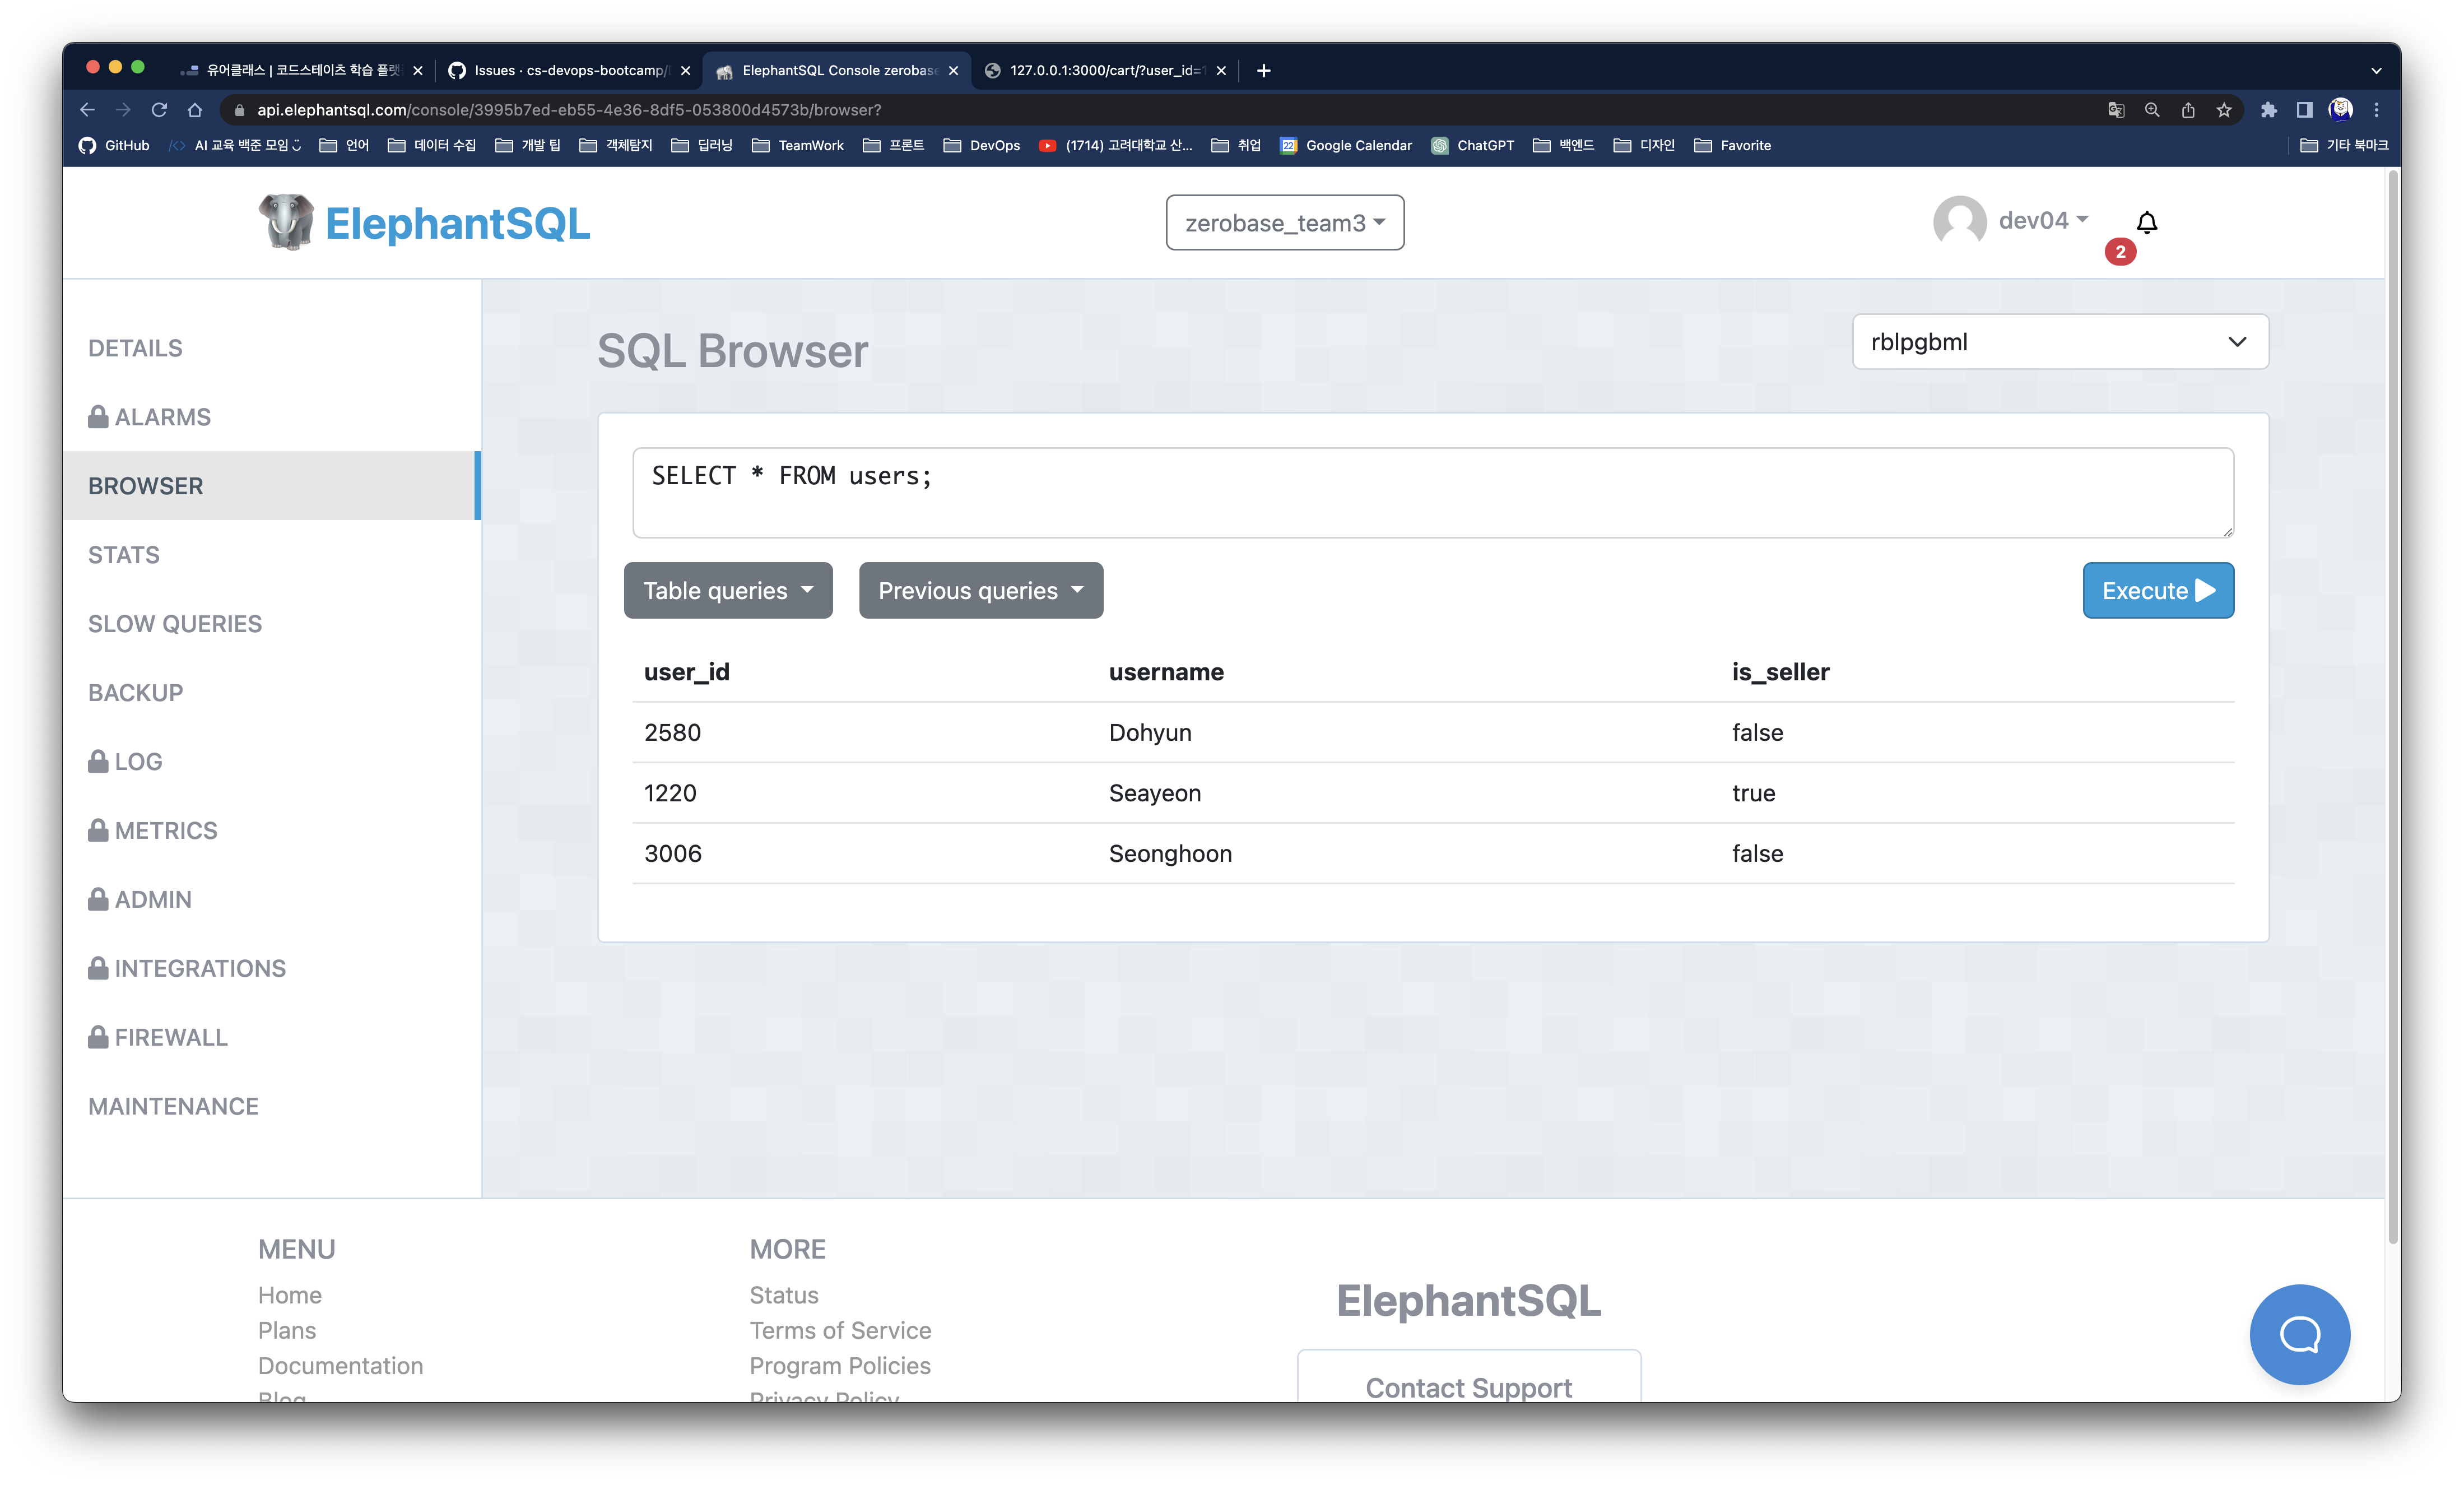 유어클래스 | 코드스테이츠 학습 플랫
Issues · cs-devops-bootcamp/
ElephantSQL Console zerobase
127.0.0.1:3000/cart/?user_id=1
api.elephantsql.com/console/3995b7ed-eb55-4e36-8df5-053800d4573b/browser?
GitHub
AI 교육 백준 모임
언어
데이터 수집
개발 팁
객체탐지
딥러닝
TeamWork
프론트
DevOps
(1714) 고려대학교 산...
취업
22
Google Calendar
ChatGPT
백엔드
디자인
Favorite
기타 북마크
ElephantSQL
zerobase_team3
dev04
2
DETAILS
ALARMS
BROWSER
STATS
SLOW QUERIES
BACKUP
LOG
METRICS
ADMIN
INTEGRATIONS
FIREWALL
MAINTENANCE
SQL Browser
rblpgbml
SELECT * FROM users;
Table queries
Previous queries
Execute
user_id username is_seller
2580 Dohyun false
1220 Seayeon true
3006 Seonghoon false
MENU
Home
Plans
Documentation
Blog
MORE
Status
Terms of Service
Program Policies
Privacy Policy
ElephantSQL
Contact Support